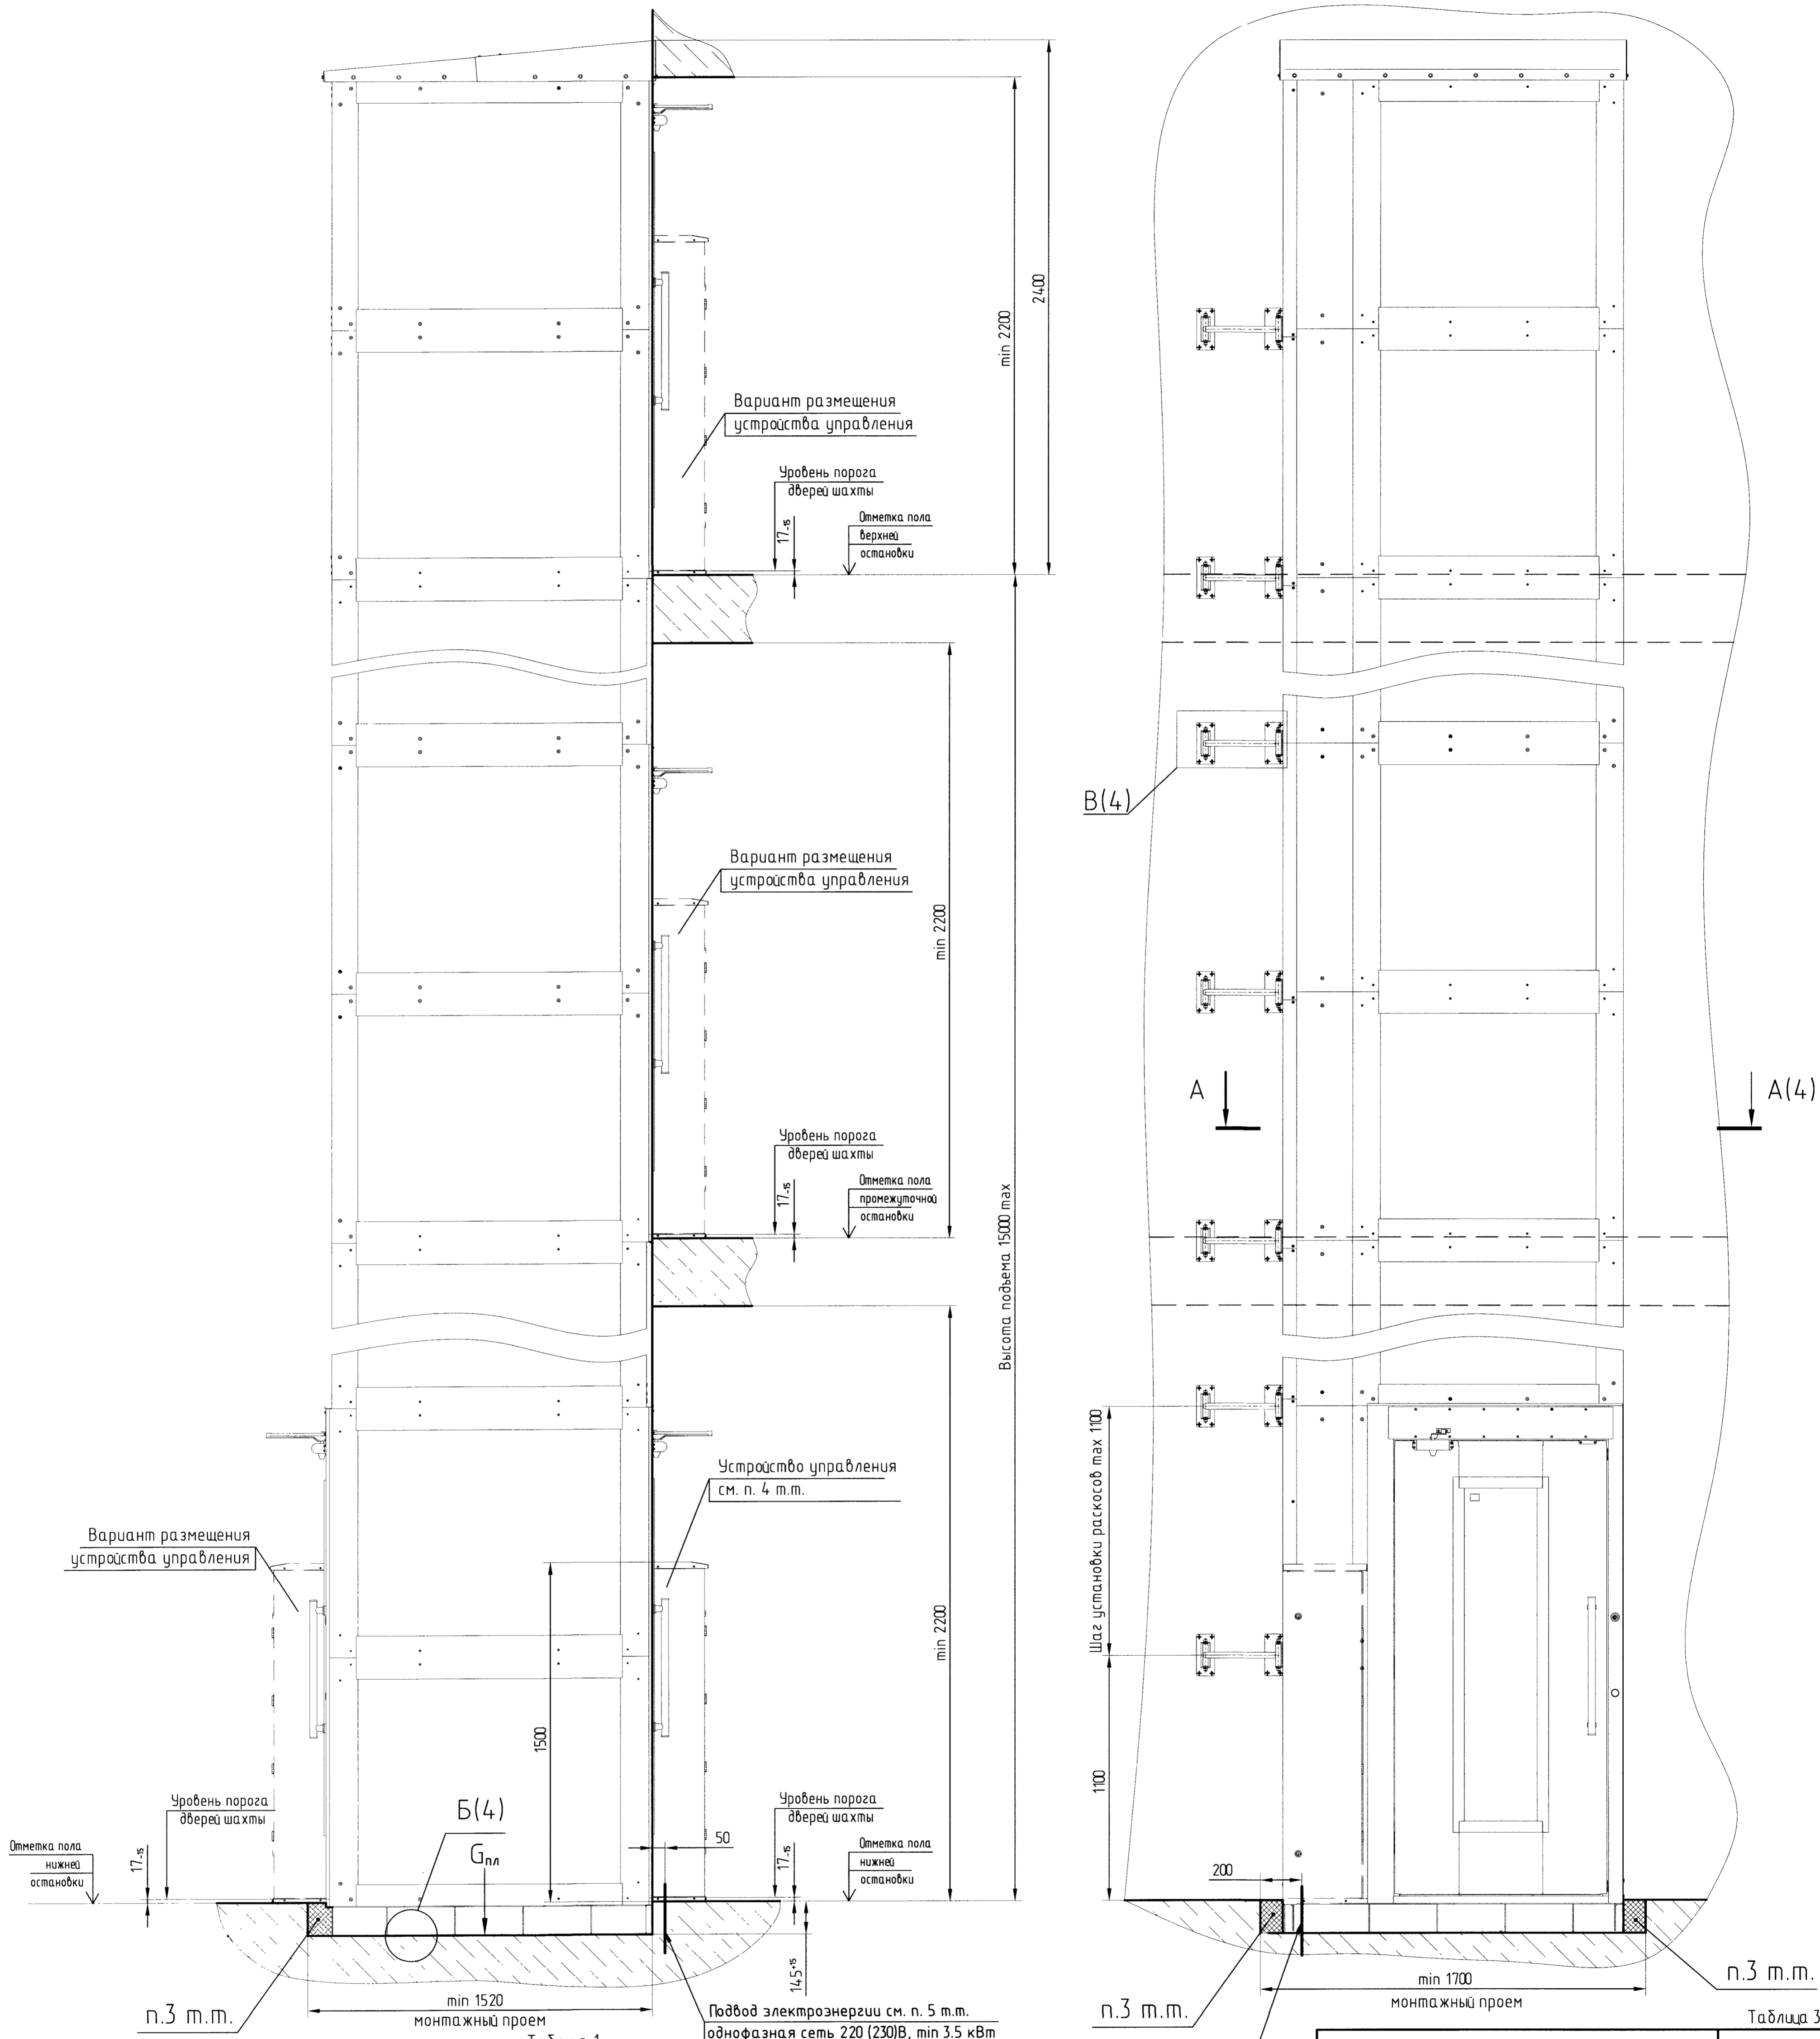 2400
min 2200
Вариант размещения
устройства управления
Уровень порога
дверей шахты
17-15
Отметка пола
верхней
остановки
Вариант размещения
устройства управления
min 2200
Уровень порога
дверей шахты
17-15
Отметка пола
промежуточной
остановки
Высота подъема 15000 max
Устройство управления
см. п. 4 т.т.
Вариант размещения
устройства управления
1500
min 2200
Уровень порога
дверей шахты
17-15
Отметка пола
нижней
остановки
Б(4)
Gпл
50
Уровень порога
дверей шахты
17-15
Отметка пола
нижней
остановки
145+15
п.3 т.т.
min 1520
монтажный проем
Подвод электроэнергии см. п. 5 т.т.
однофазная сеть 220 (230)В, min 3.5 кВт
В(4)
А
А(4)
Шаг установки раскосов max 1100
1100
200
п.3 т.т.
min 1700
монтажный проем
п.3 т.т.
Таблица 3